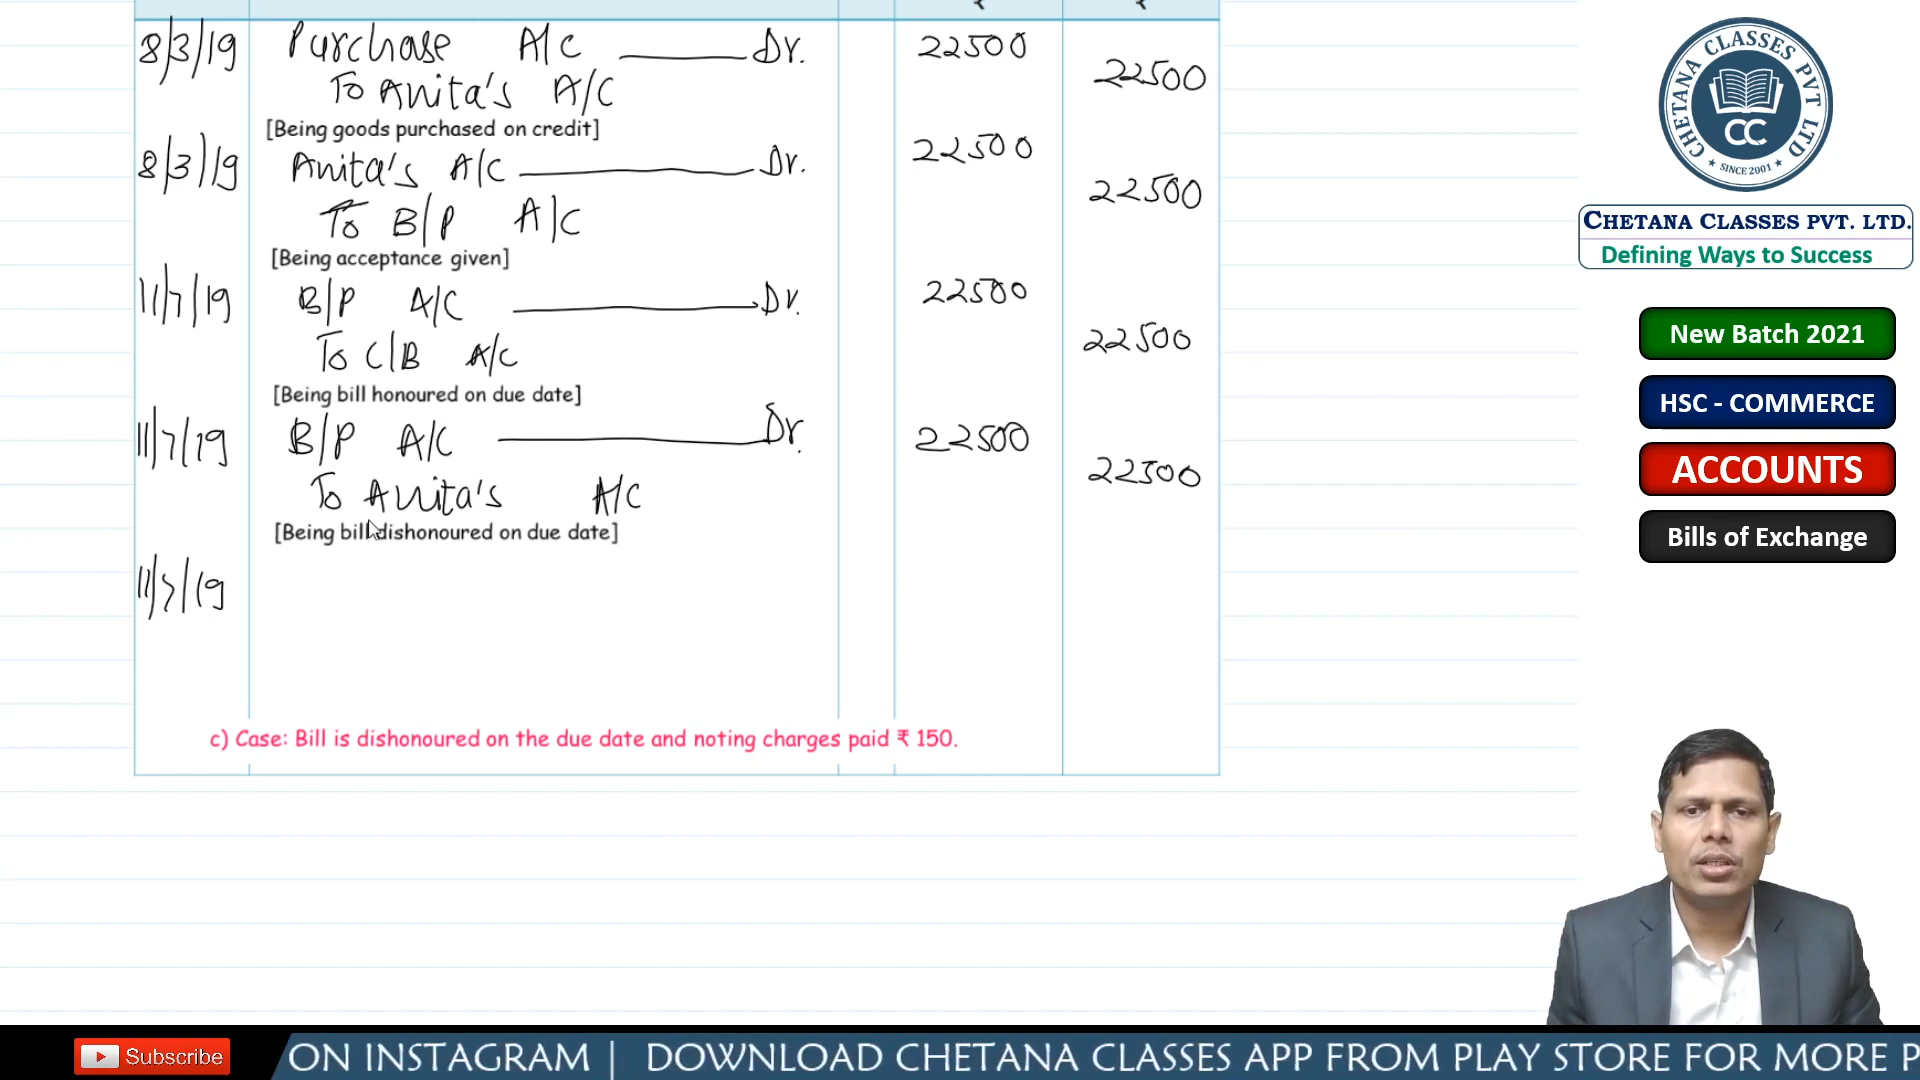 ₹ ₹
8/3/19 Purchase A/C Dr. 22500
To Anita's A/C 22500
[Being goods purchased on credit]
8/3/19 Anita's A/C Dr. 22500
To B/P A/C 22500
[Being acceptance given]
11/7/19 B/P A/C Dr. 22500
To C/B A/C 22500
[Being bill honoured on due date]
11/7/19 B/P A/C Dr. 22500
To Anita's A/C 22500
[Being bill dishonoured on due date]
11/7/19
c) Case: Bill is dishonoured on the due date and noting charges paid ₹ 150.
CHETANA CLASSES PVT LTD
CC
SINCE 2001
CHETANA CLASSES PVT. LTD.
Defining Ways to Success
New Batch 2021
HSC - COMMERCE
ACCOUNTS
Bills of Exchange
Subscribe
ON INSTAGRAM | DOWNLOAD CHETANA CLASSES APP FROM PLAY STORE FOR MORE P